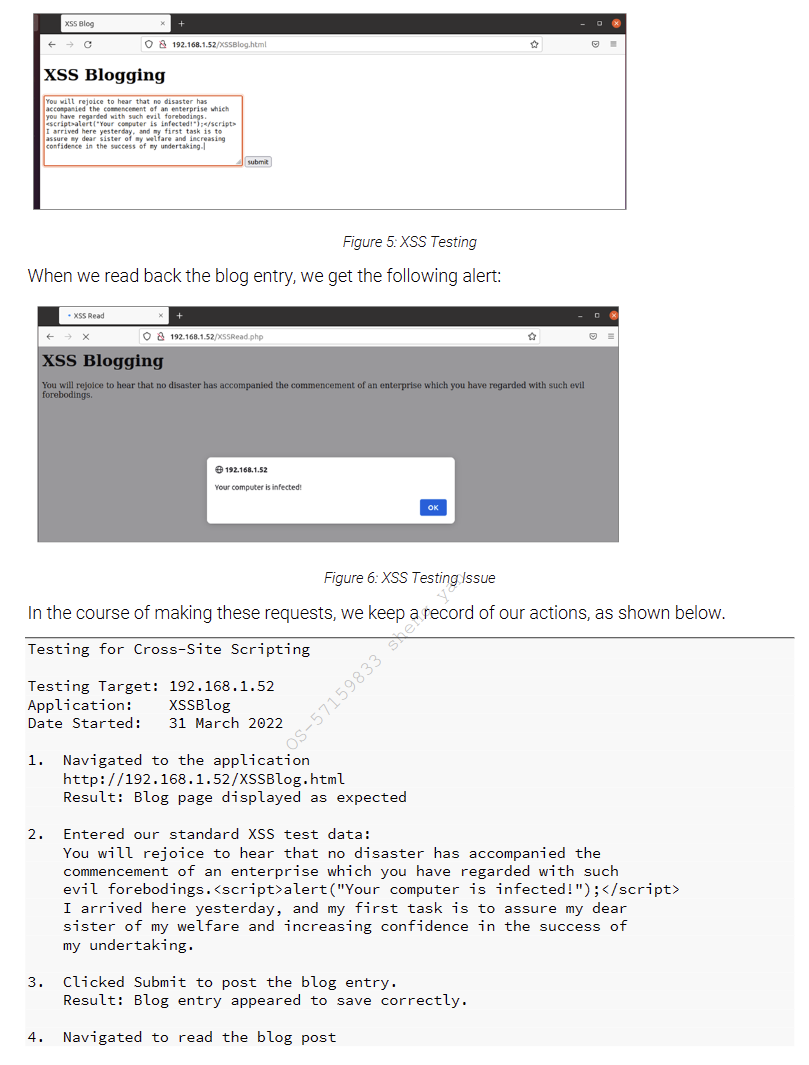 XSS Blog
192.168.1.52/XSSBlog.html
XSS Blogging
You will rejoice to hear that no disaster has
accompanied the commencement of an enterprise which
you have regarded with such evil forebodings.
<script>alert("Your computer is infected!");</script>
I arrived here yesterday, and my first task is to
assure my dear sister of my welfare and increasing
confidence in the success of my undertaking.
submit
Figure 5: XSS Testing
When we read back the blog entry, we get the following alert:
XSS Read
192.168.1.52/XSSRead.php
XSS Blogging
You will rejoice to hear that no disaster has accompanied the commencement of an enterprise which you have regarded with such evil
forebodings.
192.168.1.52
Your computer is infected!
OK
Figure 6: XSS Testing Issue
In the course of making these requests, we keep a record of our actions, as shown below.
Testing for Cross-Site Scripting
Testing Target: 192.168.1.52
Application: XSSBlog
Date Started: 31 March 2022
1. Navigated to the application
http://192.168.1.52/XSSBlog.html
Result: Blog page displayed as expected
2. Entered our standard XSS test data:
You will rejoice to hear that no disaster has accompanied the
commencement of an enterprise which you have regarded with such
evil forebodings.<script>alert("Your computer is infected!");</script>
I arrived here yesterday, and my first task is to assure my dear
sister of my welfare and increasing confidence in the success of
my undertaking.
3. Clicked Submit to post the blog entry.
Result: Blog entry appeared to save correctly.
4. Navigated to read the blog post
OS-57159833